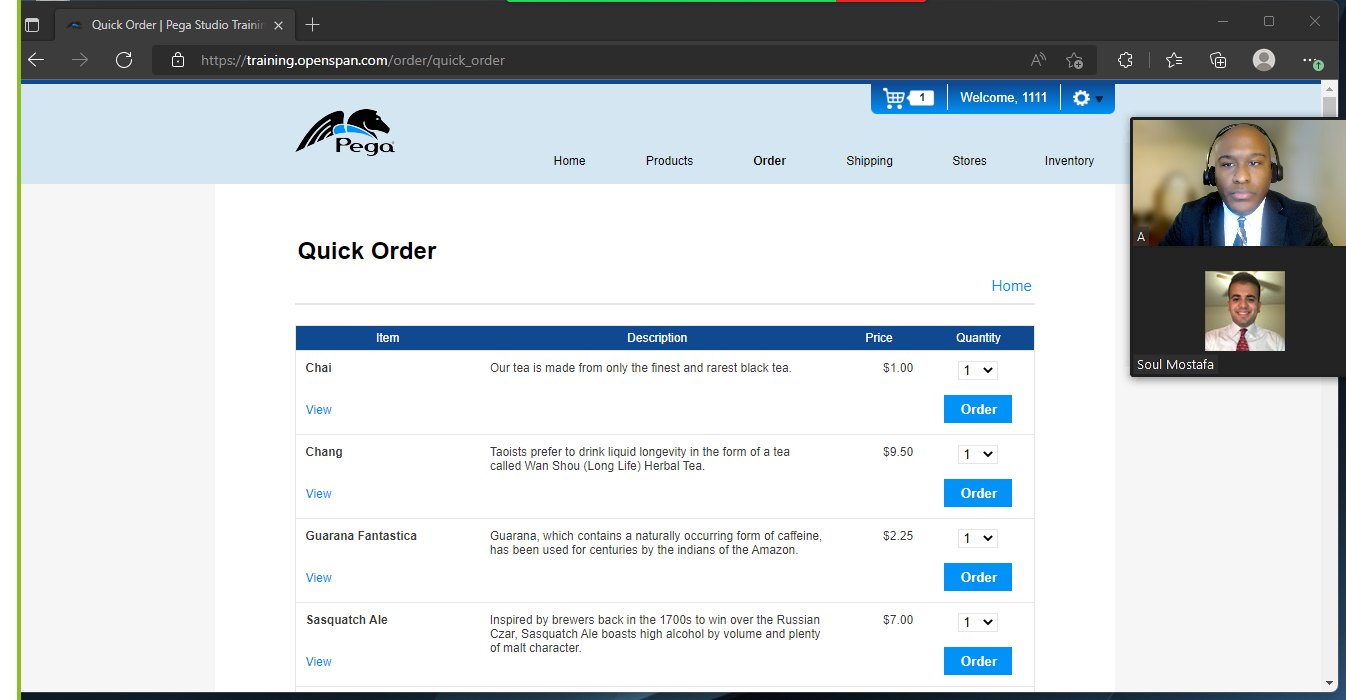 Quick Order | Pega Studio Trainin
https://training.openspan.com/order/quick_order
1
Welcome, 1111
Pega
Home
Products
Order
Shipping
Stores
Inventory
A
Quick Order
Home
Soul Mostafa
Item
Description
Price
Quantity
Chai
Our tea is made from only the finest and rarest black tea.
$1.00
1
View
Order
Chang
Taoists prefer to drink liquid longevity in the form of a tea
called Wan Shou (Long Life) Herbal Tea.
$9.50
1
View
Order
Guarana Fantastica
Guarana, which contains a naturally occurring form of caffeine,
has been used for centuries by the indians of the Amazon.
$2.25
1
View
Order
Sasquatch Ale
Inspired by brewers back in the 1700s to win over the Russian
Czar, Sasquatch Ale boasts high alcohol by volume and plenty
of malt character.
$7.00
1
View
Order